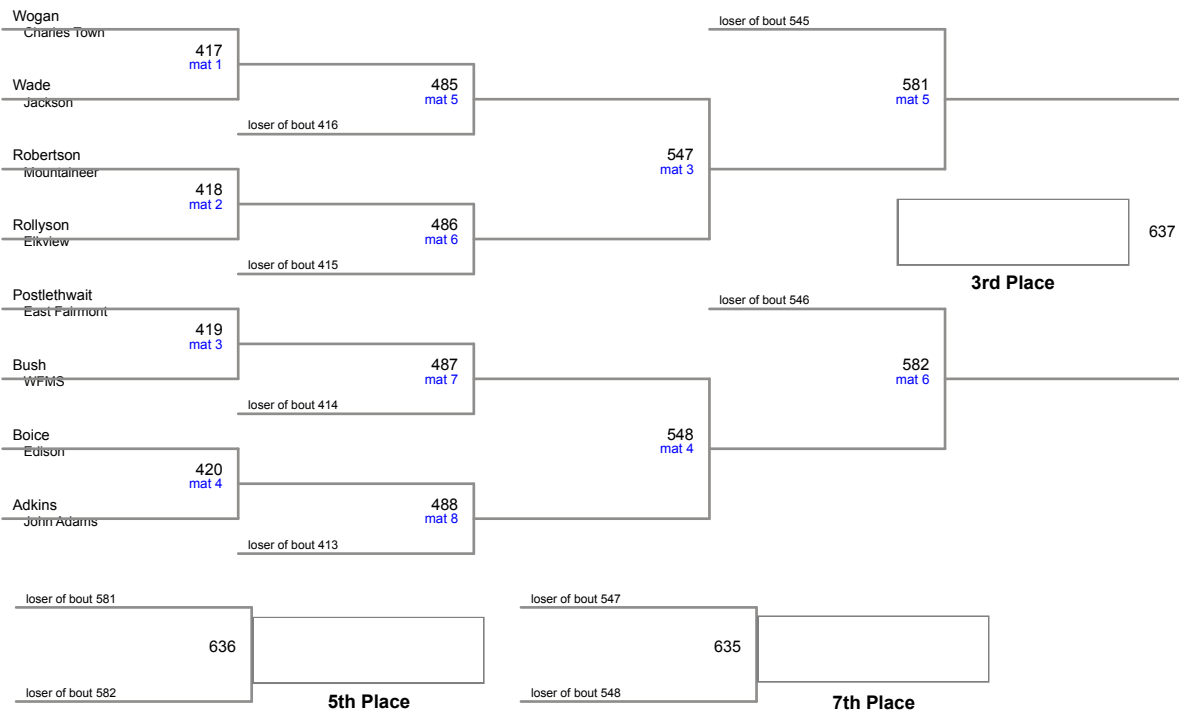 Wogan
Charles Town
417
mat 1
Wade
Jackson
485
mat 5
loser of bout 416
Robertson
Mountaineer
418
mat 2
Rollyson
Elkview
486
mat 6
loser of bout 415
547
mat 3
loser of bout 545
581
mat 5
637
3rd Place
Postlethwait
East Fairmont
419
mat 3
Bush
WFMS
487
mat 7
loser of bout 414
Boice
Edison
420
mat 4
Adkins
John Adams
488
mat 8
loser of bout 413
548
mat 4
loser of bout 546
582
mat 6
loser of bout 581
636
loser of bout 582
5th Place
loser of bout 547
635
loser of bout 548
7th Place